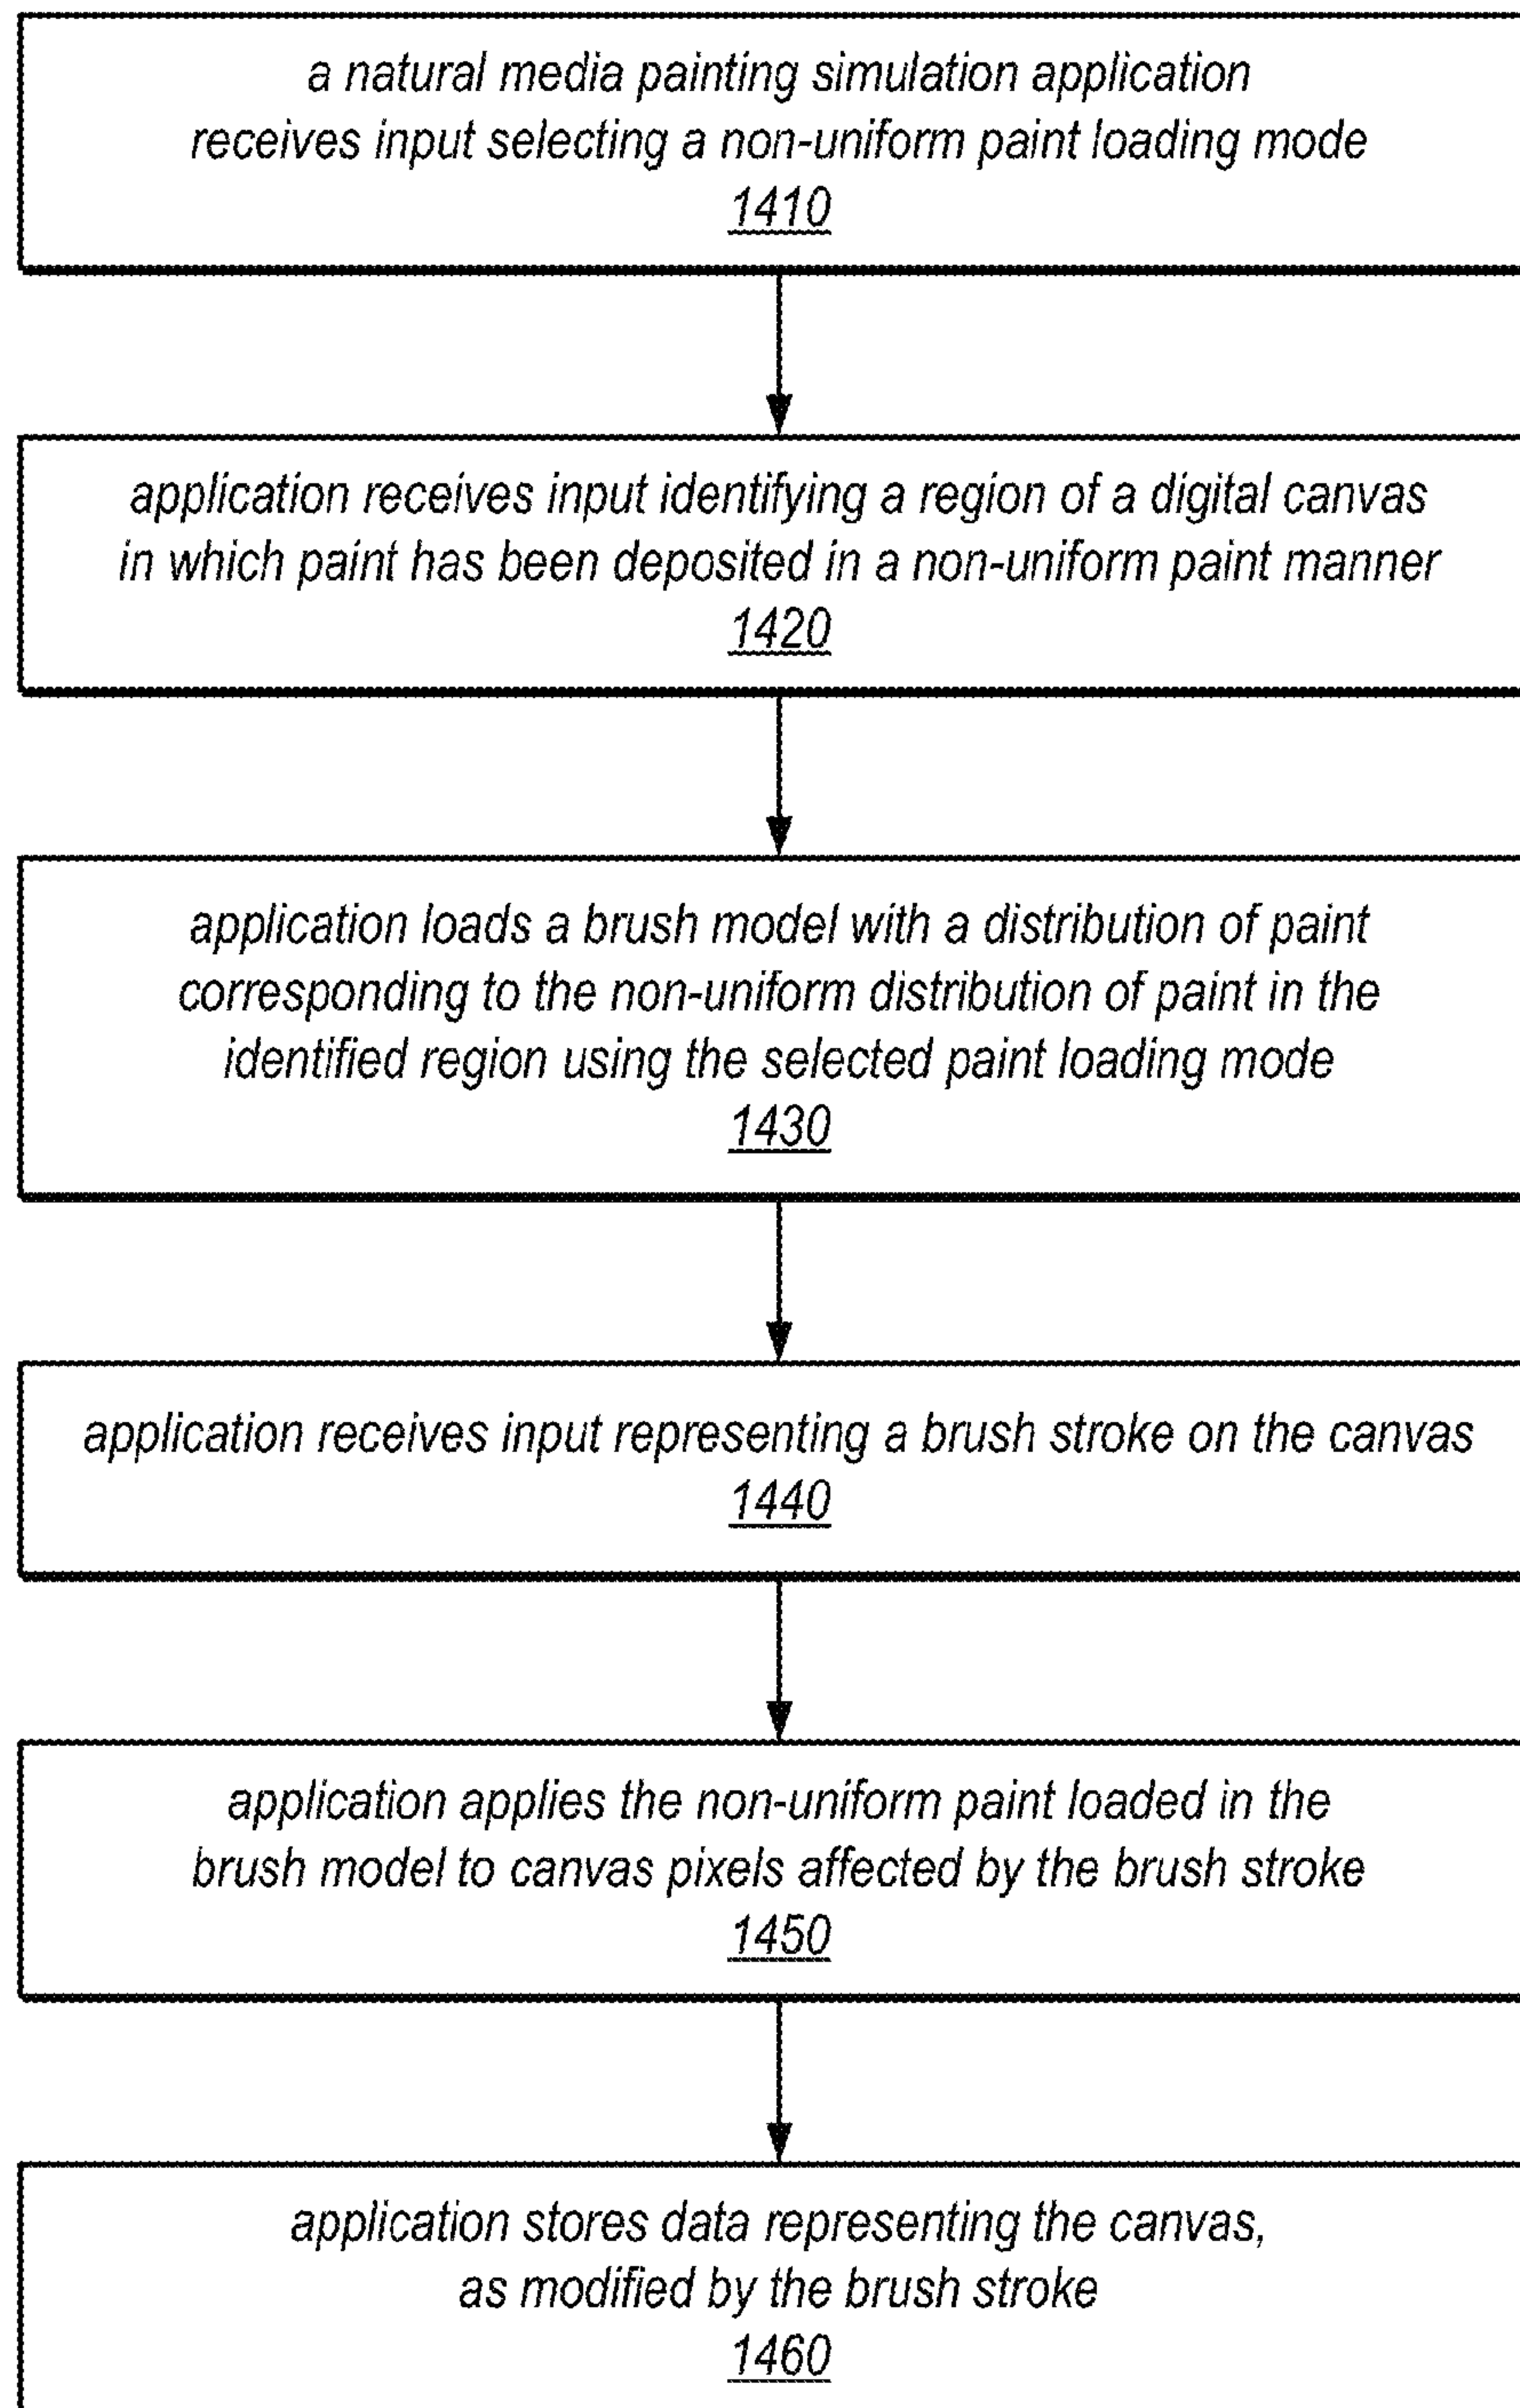 a natural media painting simulation application
receives input selecting a non-uniform paint loading mode
1410
application receives input identifying a region of a digital canvas
in which paint has been deposited in a non-uniform paint manner
1420
application loads a brush model with a distribution of paint
corresponding to the non-uniform distribution of paint in the
identified region using the selected paint loading mode
1430
application receives input representing a brush stroke on the canvas
1440
application applies the non-uniform paint loaded in the
brush model to canvas pixels affected by the brush stroke
1450
application stores data representing the canvas,
as modified by the brush stroke
1460